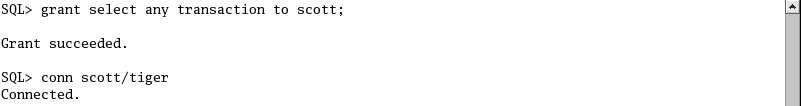 SQL> grant select any transaction to scott;
Grant succeeded.
SQL> conn scott/tiger
Connected.